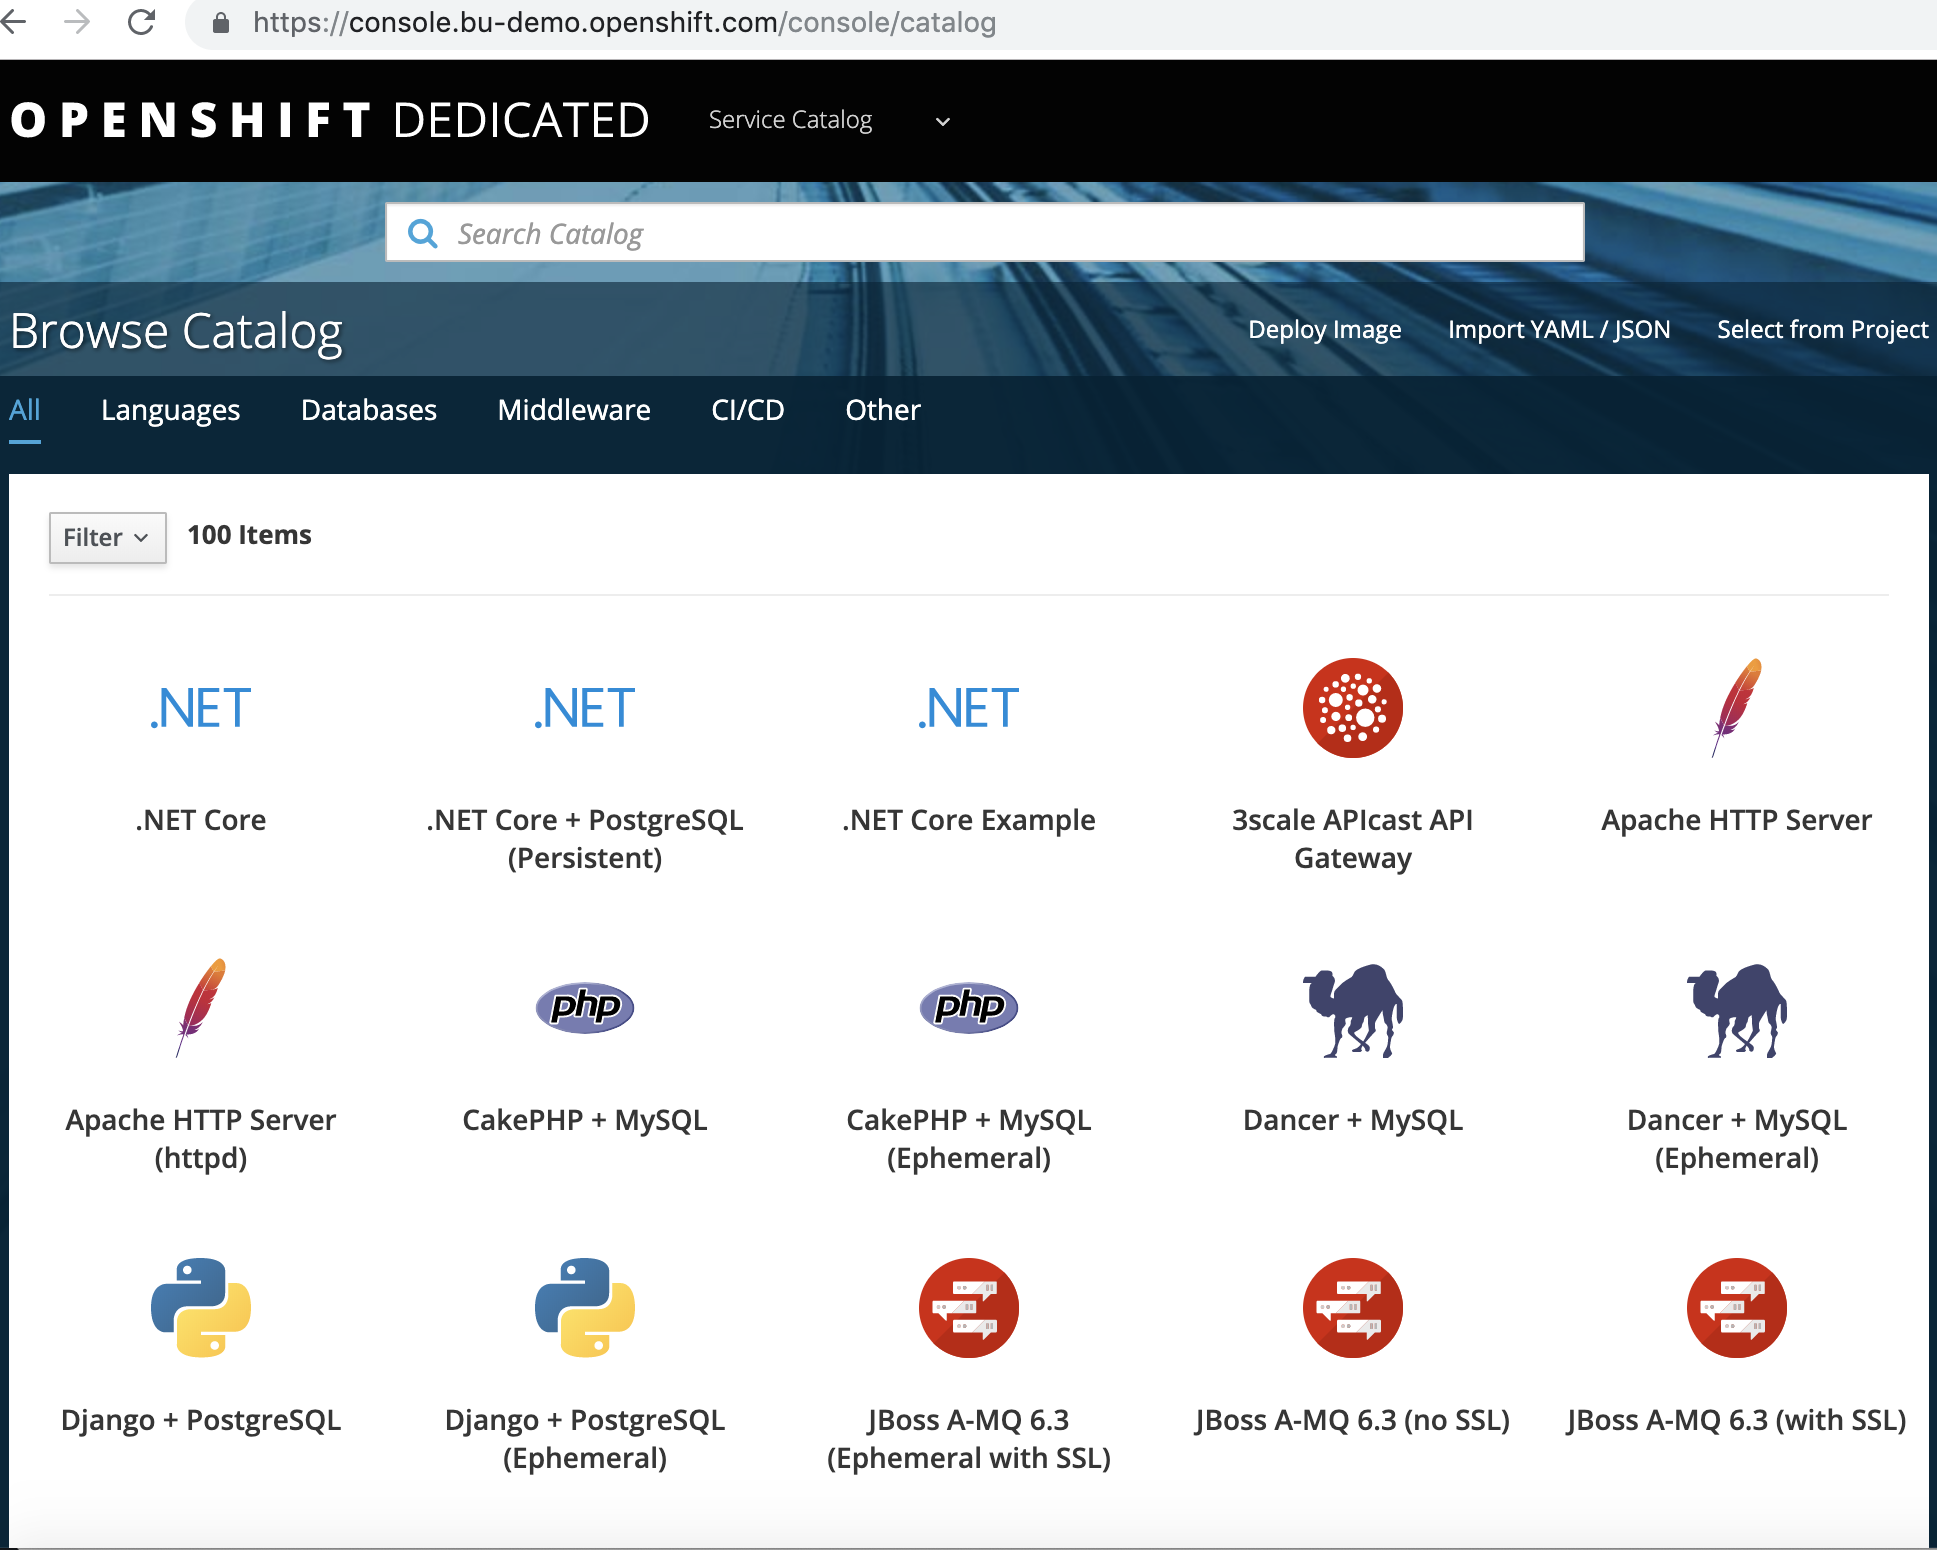 https://console.bu-demo.openshift.com/console/catalog
OPENSHIFT DEDICATED Service Catalog
Search Catalog
Browse Catalog Deploy Image Import YAML / JSON Select from Project
All Languages Databases Middleware CI/CD Other
Filter 100 Items
.NET .NET .NET
.NET Core .NET Core + PostgreSQL .NET Core Example 3scale APIcast API Apache HTTP Server
(Persistent) Gateway
php php
Apache HTTP Server CakePHP + MySQL CakePHP + MySQL Dancer + MySQL Dancer + MySQL
(httpd) (Ephemeral) (Ephemeral)
Django + PostgreSQL Django + PostgreSQL JBoss A-MQ 6.3 JBoss A-MQ 6.3 (no SSL) JBoss A-MQ 6.3 (with SSL)
(Ephemeral) (Ephemeral with SSL)